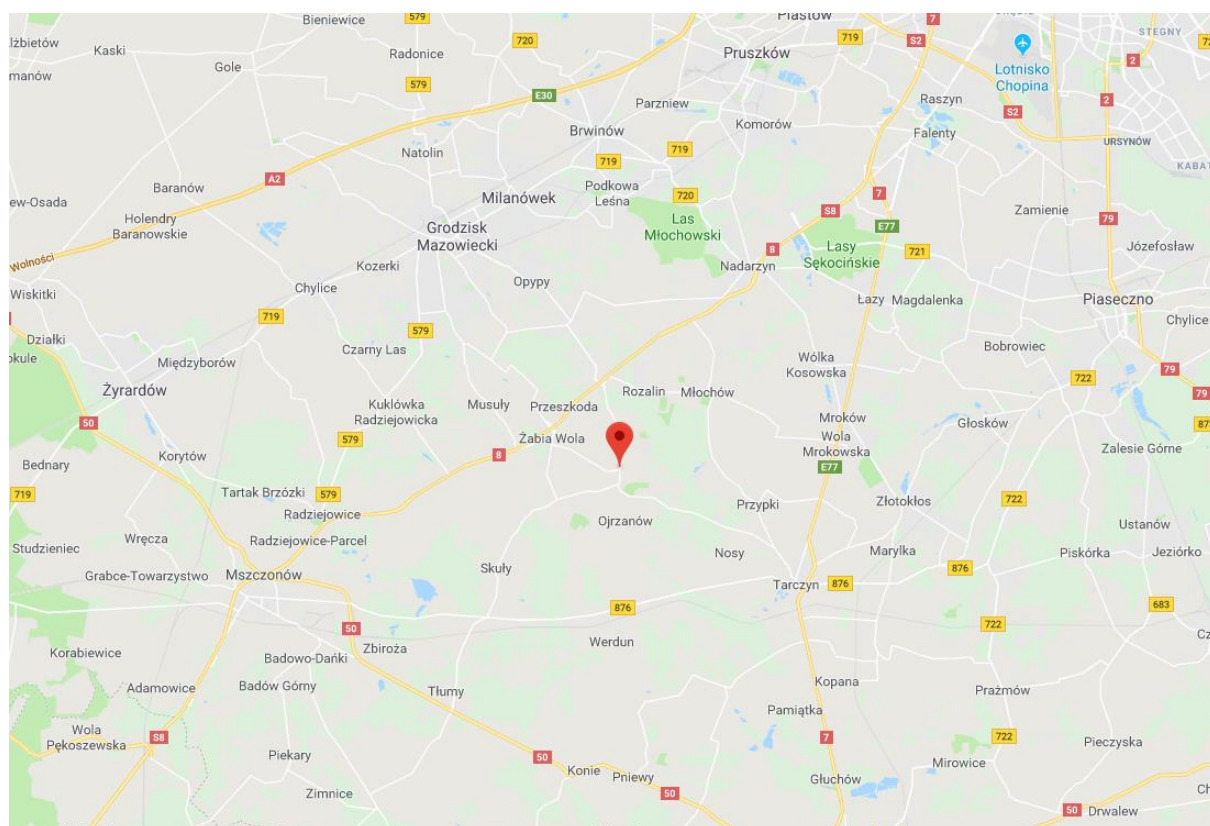 Bieniewice
579
Piastów
7
STEGNY
Kaski
Radonice
720
719
S2
Pruszków
Lotnisko
Chopina
2
Gole
579
E30
Parzniew
Raszyn
2
S2
Brwinów
Komorów
Falenty
URSYNÓW
Natolin
719
719
Baranów
A2
Milanówek
Podkowa
Leśna
720
7
ew-Osada
Holendry
Baranowskie
Grodzisk
Mazowiecki
Las
Młochowski
S8
Zamienie
79
E77
Wolności
Kozerki
8
Lasy
Sękocińskie
721
Józefosław
Nadarzyn
Wiskitki
Chylice
Opypy
Łazy
Magdalenka
Piaseczno
719
579
Chylice
Działki
Międzyborów
Czarny Las
Bobrowiec
Wólka
Kosowska
79
722
Żyrardów
Rozalin
Młochów
79
Kuklówka
Radziejowicka
Musuły
Przeszkoda
Mroków
Głosków
50
579
Żabia Wola
Wola
Mrokowska
Zalesie Górne
Bednary
Korytów
8
E77
719
Tartak Brzózki
579
Przypki
Złotokłos
722
Radziejowice
Ojrzanów
Ustanów
Wręcza
Radziejowice-Parcel
Studzieniec
Nosy
Marylka
Piskórka
Jeziórko
Grabce-Towarzystwo
Mszczonów
Skuły
876
Tarczyn
876
876
683
50
722
Korabiewice
Zbiroża
Werdun
Badowo-Dańki
Adamowice
Badów Górny
Tłumy
Kopana
Prażmów
Pamiątka
Wola
Pękoszewska
S8
7
722
Pieczyska
Piekary
50
Mirowice
Konie
Pniewy
Głuchów
Zimnice
50
50
Drwalew